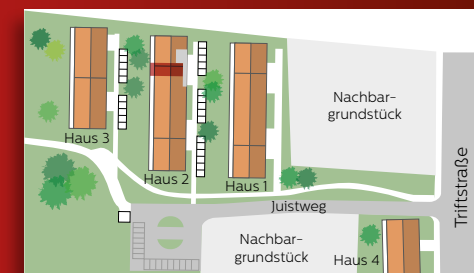 Nachbar-
grundstück
Haus 3
Haus 2
Haus 1
Triftstraße
Juistweg
Nachbar-
grundstück
Haus 4